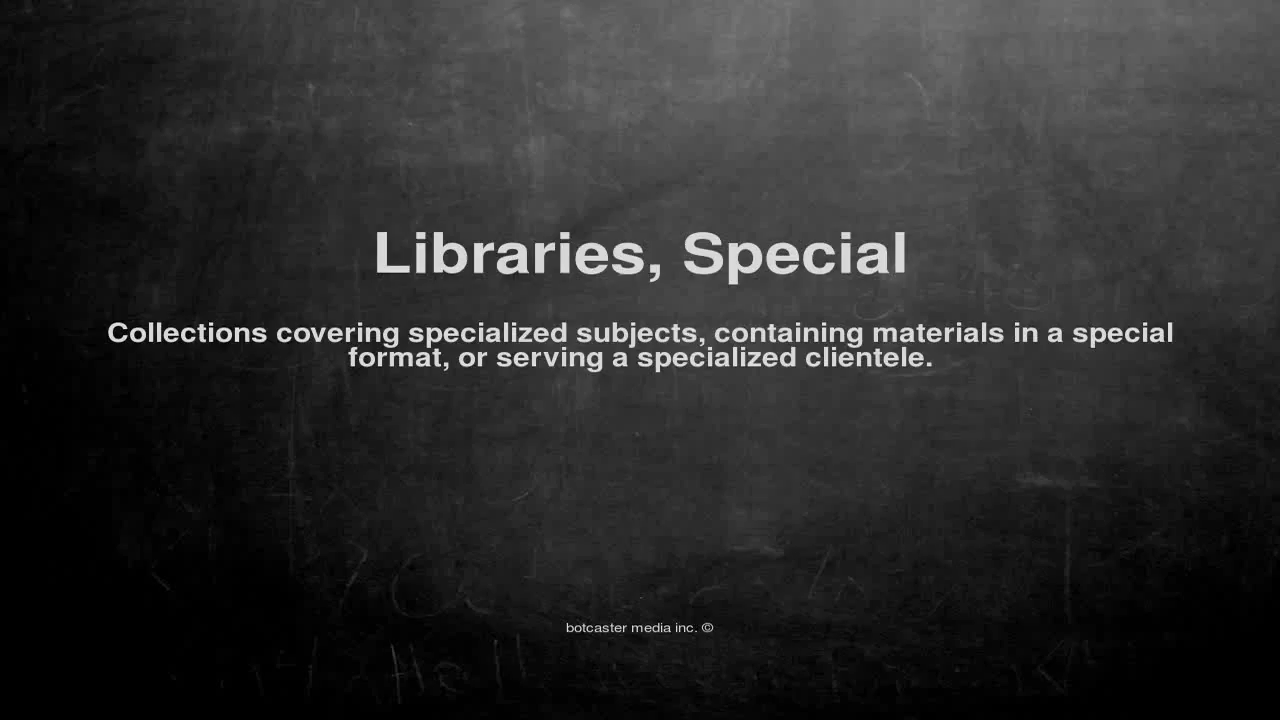 Libraries, Special
Collections covering specialized subjects, containing materials in a special
format, or serving a specialized clientele.
botcaster media inc. ©